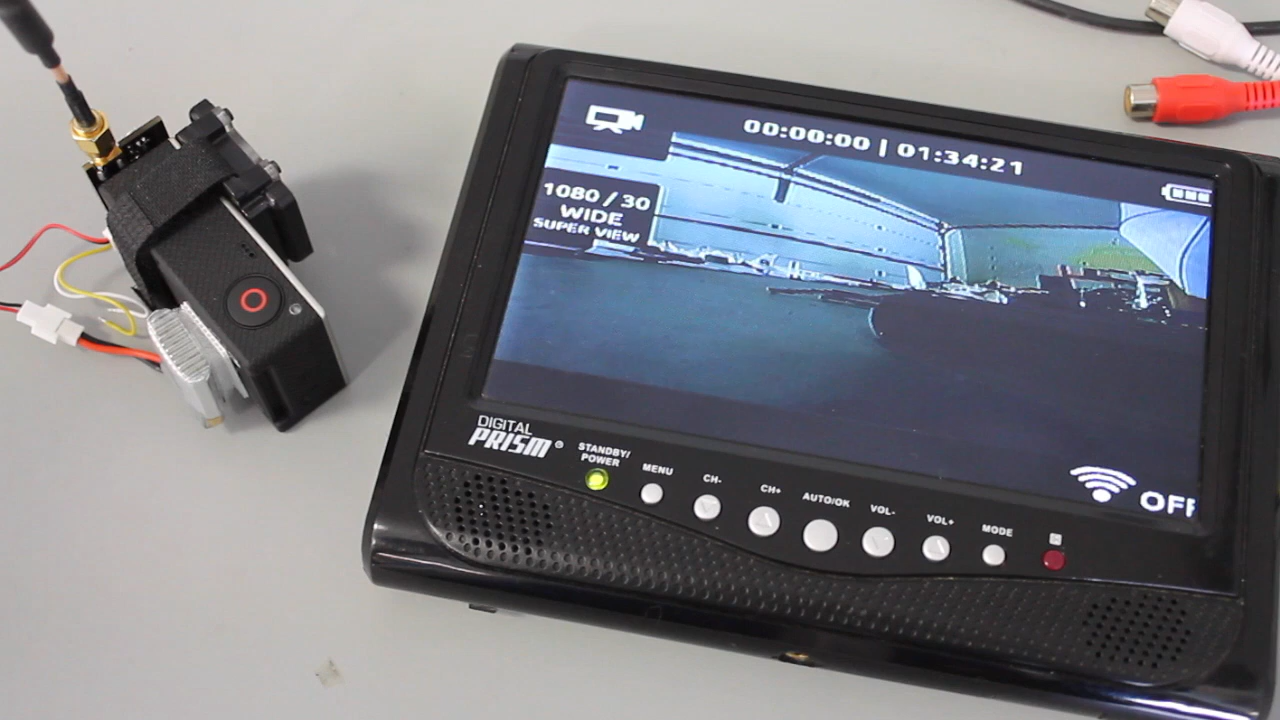 00:00:00 | 01:34:21
1080 / 30
WIDE
SUPER VIEW
OFF
DIGITAL
PRISM®
STANDBY/
POWER
MENU
CH-
CH+
AUTO/OK
VOL-
VOL+
MODE